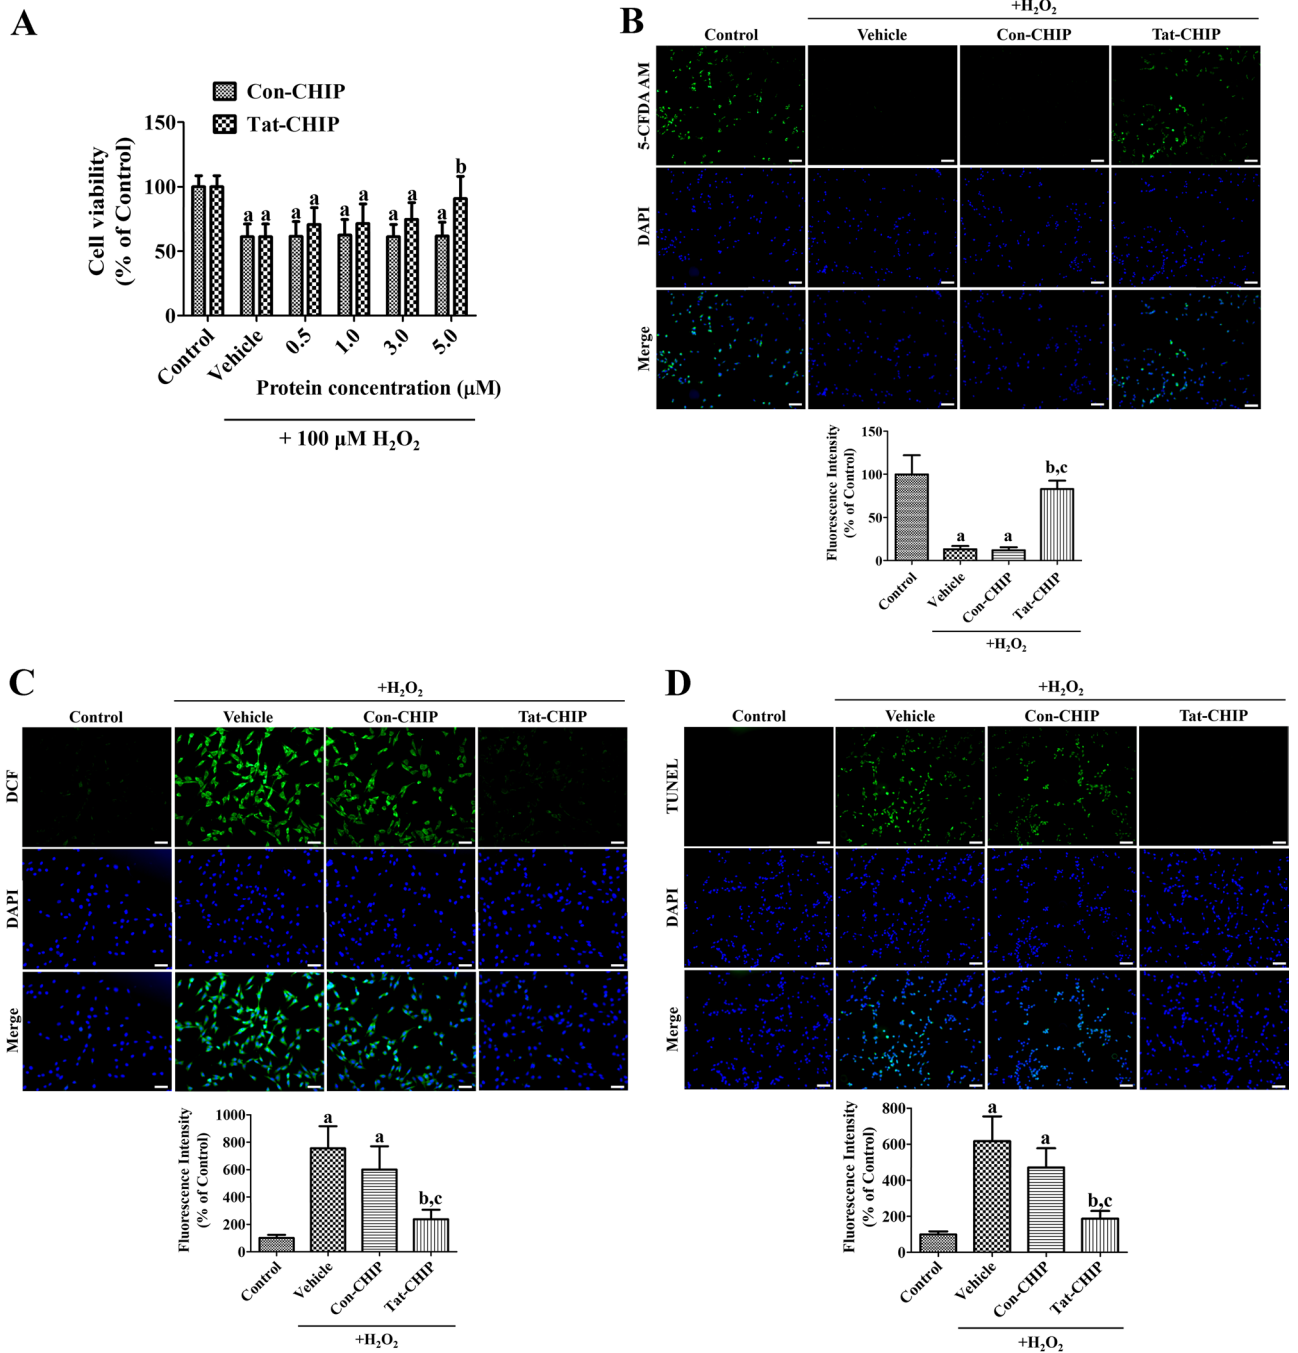 A
Con-CHIP
Tat-CHIP
Cell viability
(% of Control)
150
100
50
0
a a a a a a a a a b
Control
Vehicle
0.5
1.0
3.0
5.0
Protein concentration (μM)
+ 100 μM H₂O₂
B
+H₂O₂
Control Vehicle Con-CHIP Tat-CHIP
5-CFDA AM
DAPI
Merge
Fluorescence Intensity
(% of Control)
150
100
50
0
a a b,c
Control
Vehicle
Con-CHIP
Tat-CHIP
+H₂O₂
C
+H₂O₂
Control Vehicle Con-CHIP Tat-CHIP
DCF
DAPI
Merge
Fluorescence Intensity
(% of Control)
1000
800
600
400
200
0
a a b,c
Control
Vehicle
Con-CHIP
Tat-CHIP
+H₂O₂
D
+H₂O₂
Control Vehicle Con-CHIP Tat-CHIP
TUNEL
DAPI
Merge
Fluorescence Intensity
(% of Control)
800
600
400
200
0
a a b,c
Control
Vehicle
Con-CHIP
Tat-CHIP
+H₂O₂